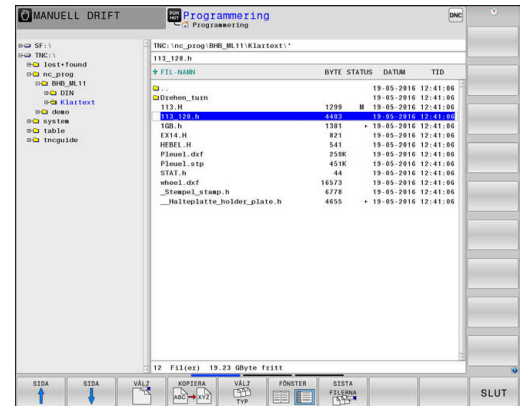 MANUELL DRIFT
PGM MGT
Programmering
Programmering
DNC
SF:\
TNC:\
lost+found
nc_prog
BHB_ML11
DIN
Klartext
demo
system
table
tncguide
TNC:\nc_prog\BHB_ML11\Klartext\*
113_128.h
FIL-NAMN BYTE STATUS DATUM TID
.. 19-05-2016 12:41:06
Drehen_turn 19-05-2016 12:41:06
113.H 1299 M 19-05-2016 12:41:06
113_128.h 4483 19-05-2016 12:41:06
1GB.h 1381 + 19-05-2016 12:41:06
EX14.H 821 19-05-2016 12:41:06
HEBEL.H 541 19-05-2016 12:41:06
Pleuel.dxf 259K 19-05-2016 12:41:06
Pleuel.stp 451K 19-05-2016 12:41:06
STAT.h 44 19-05-2016 12:41:06
wheel.dxf 16573 19-05-2016 12:41:06
_Stempel_stamp.h 6778 19-05-2016 12:41:06
__Halteplatte_holder_plate.h 4655 + 19-05-2016 12:41:06
12 Fil(er) 19.23 GByte fritt
SIDA
SIDA
VÄLJ
KOPIERA
ABC→XYZ
VÄLJ
TYP
FÖNSTER
SISTA
FILERNA
SLUT